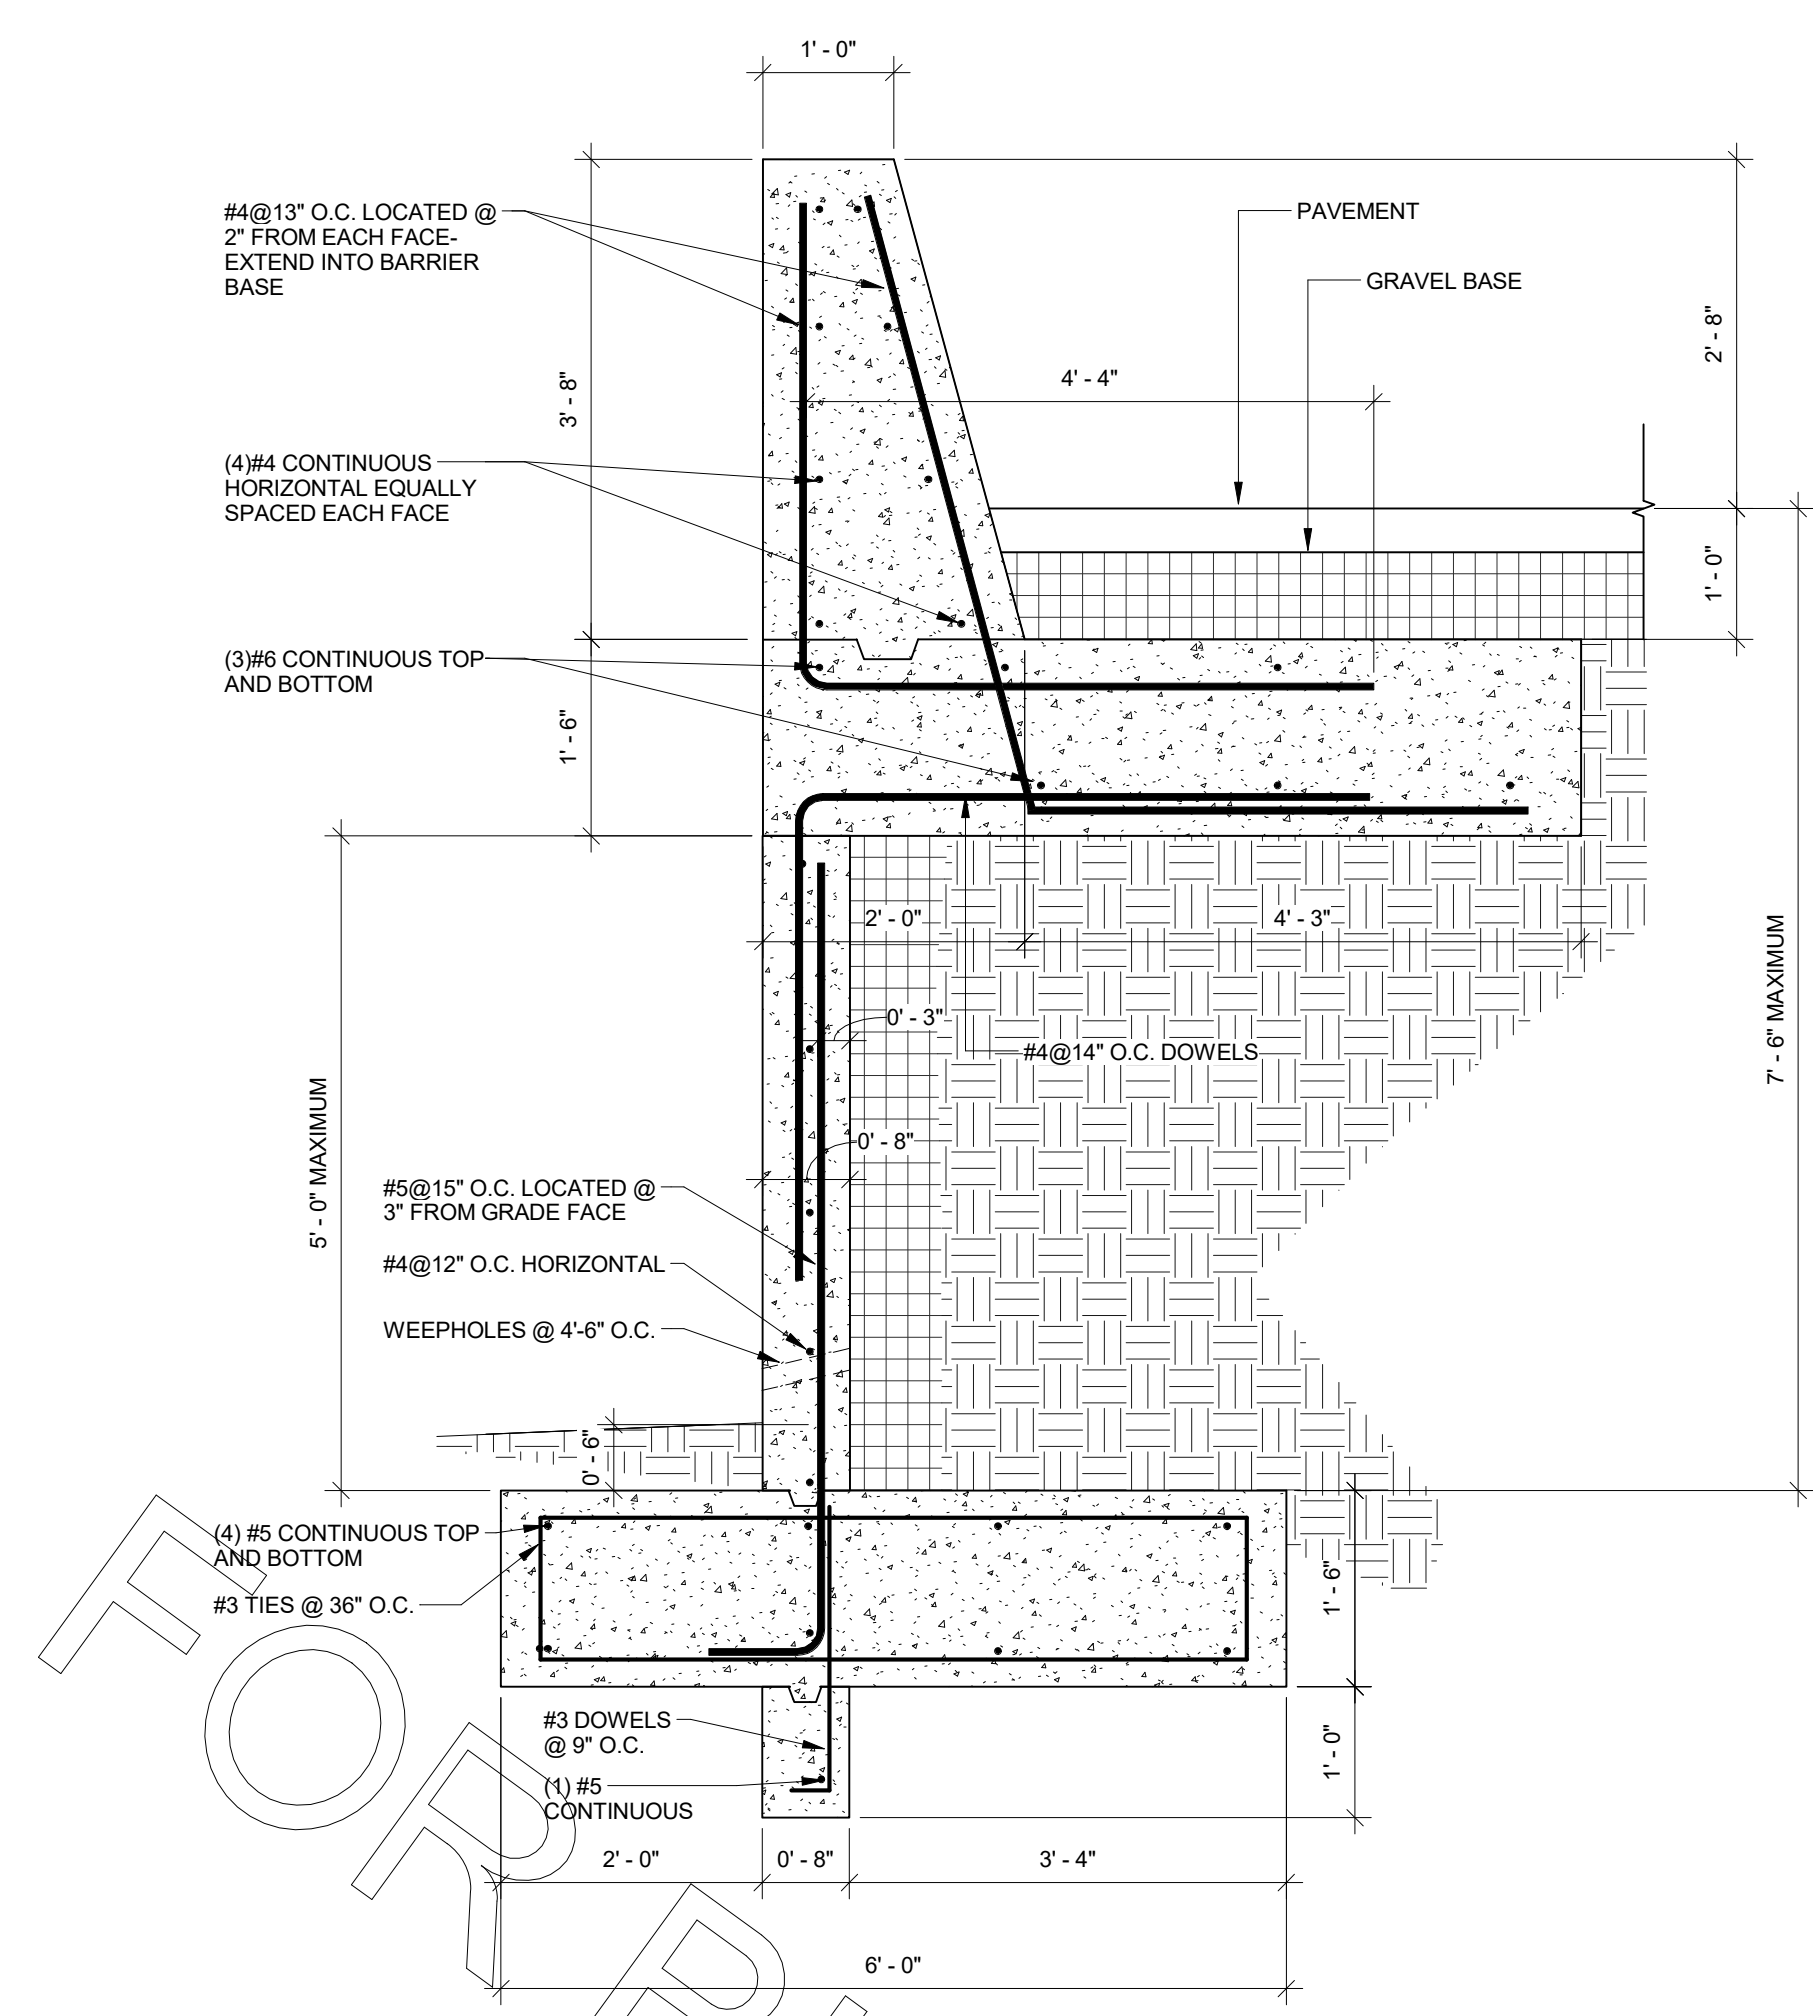 1' - 0"
#4@13" O.C. LOCATED @
2" FROM EACH FACE-
EXTEND INTO BARRIER
BASE
PAVEMENT
GRAVEL BASE
2' - 8"
3' - 8"
4' - 4"
(4)#4 CONTINUOUS
HORIZONTAL EQUALLY
SPACED EACH FACE
1' - 0"
(3)#6 CONTINUOUS TOP
AND BOTTOM
1' - 6"
2' - 0"
4' - 3"
7' - 6" MAXIMUM
0' - 3"
#4@14" O.C. DOWELS
5' - 0" MAXIMUM
0' - 8"
#5@15" O.C. LOCATED @
3" FROM GRADE FACE
#4@12" O.C. HORIZONTAL
WEEPHOLES @ 4'-6" O.C.
0' - 6"
(4) #5 CONTINUOUS TOP
AND BOTTOM
#3 TIES @ 36" O.C.
1' - 6"
#3 DOWELS
@ 9" O.C.
1' - 0"
(1) #5
CONTINUOUS
2' - 0"
0' - 8"
3' - 4"
6' - 0"
FOR